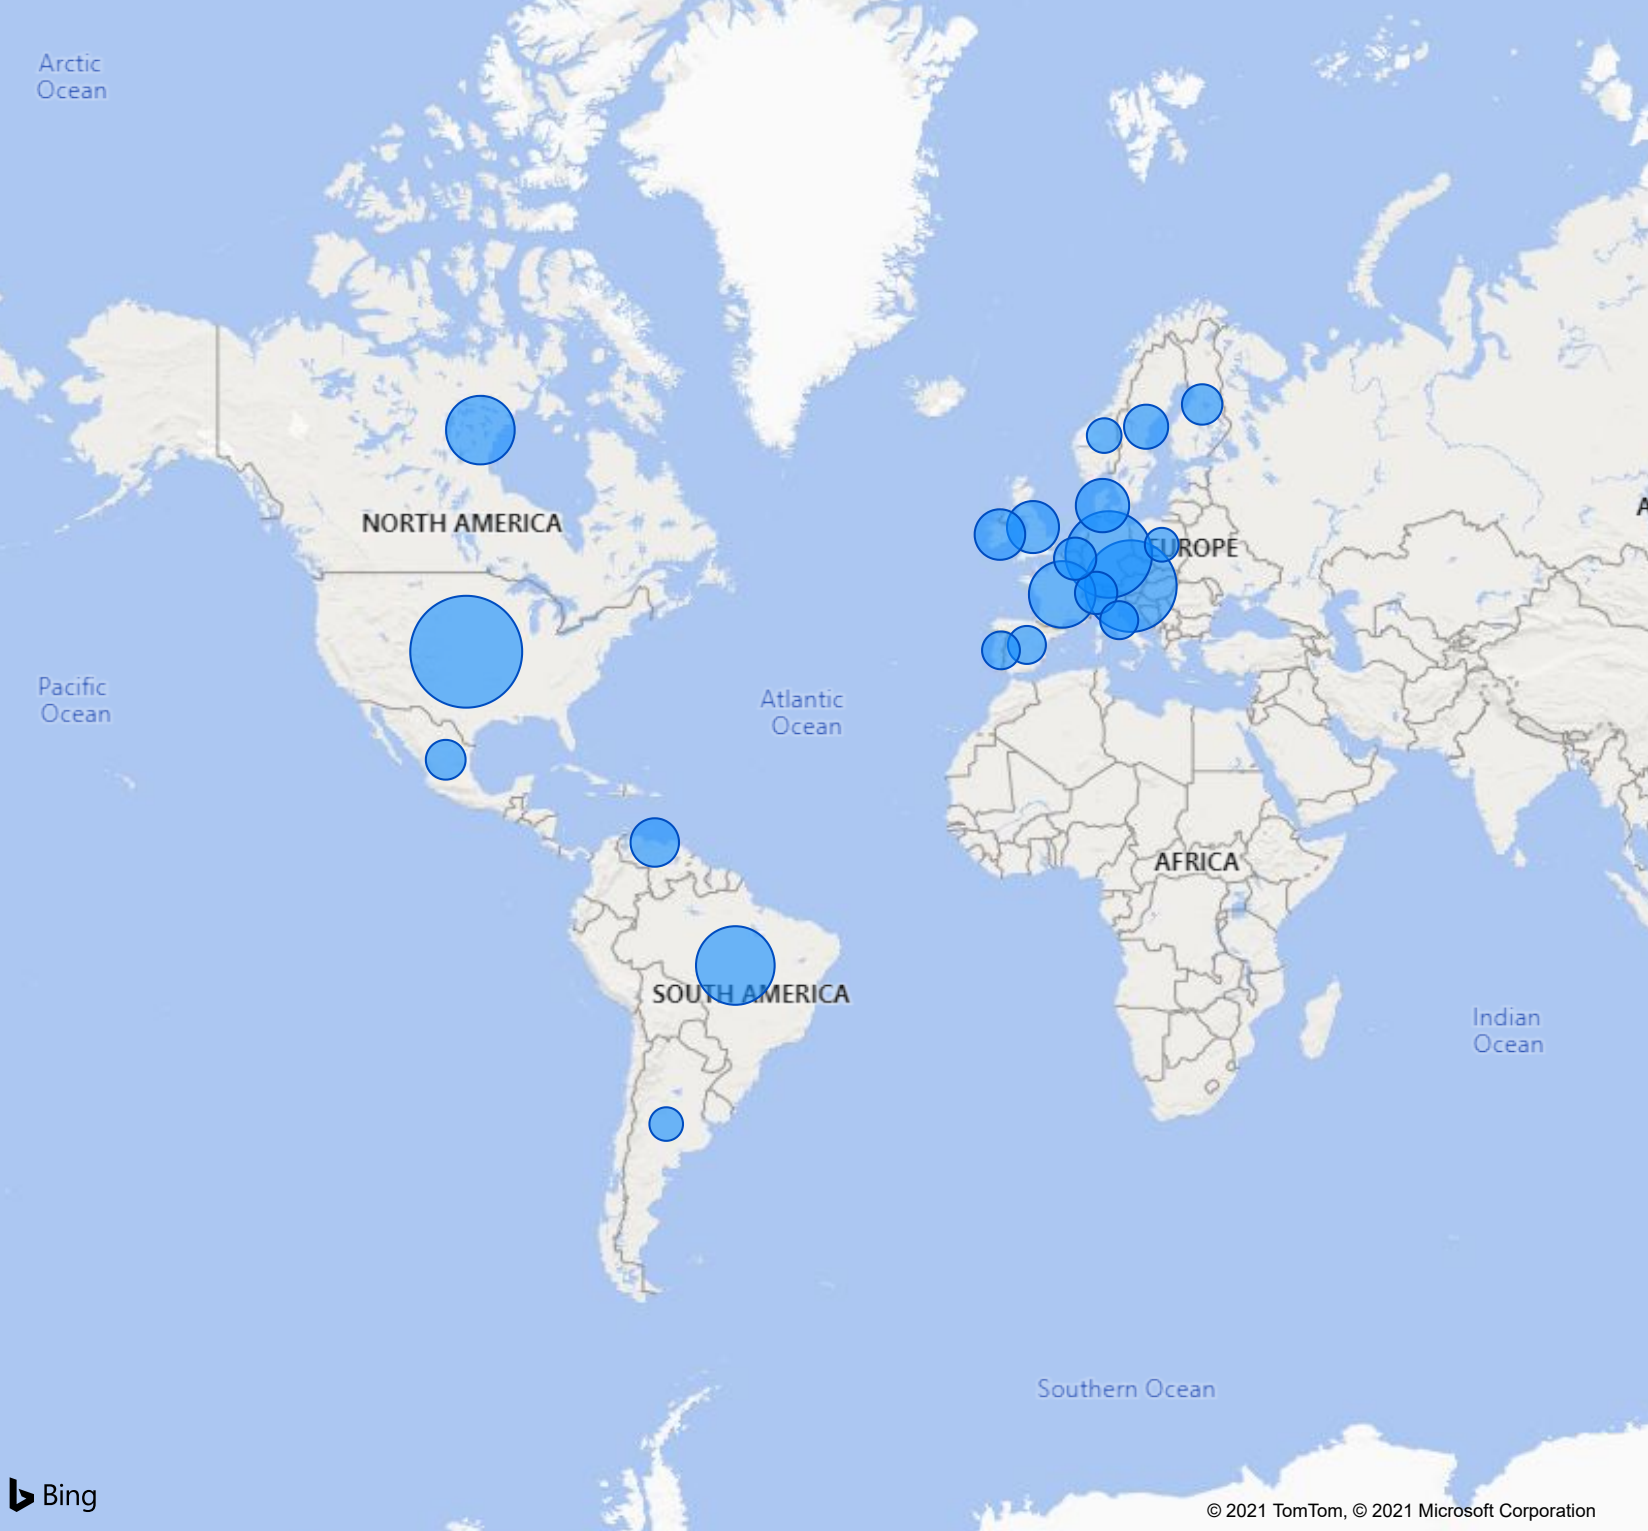 Arctic
Ocean
NORTH AMERICA
EUROPE
A
Pacific
Ocean
Atlantic
Ocean
AFRICA
SOUTH AMERICA
Indian
Ocean
Southern Ocean
Bing
© 2021 TomTom, © 2021 Microsoft Corporation